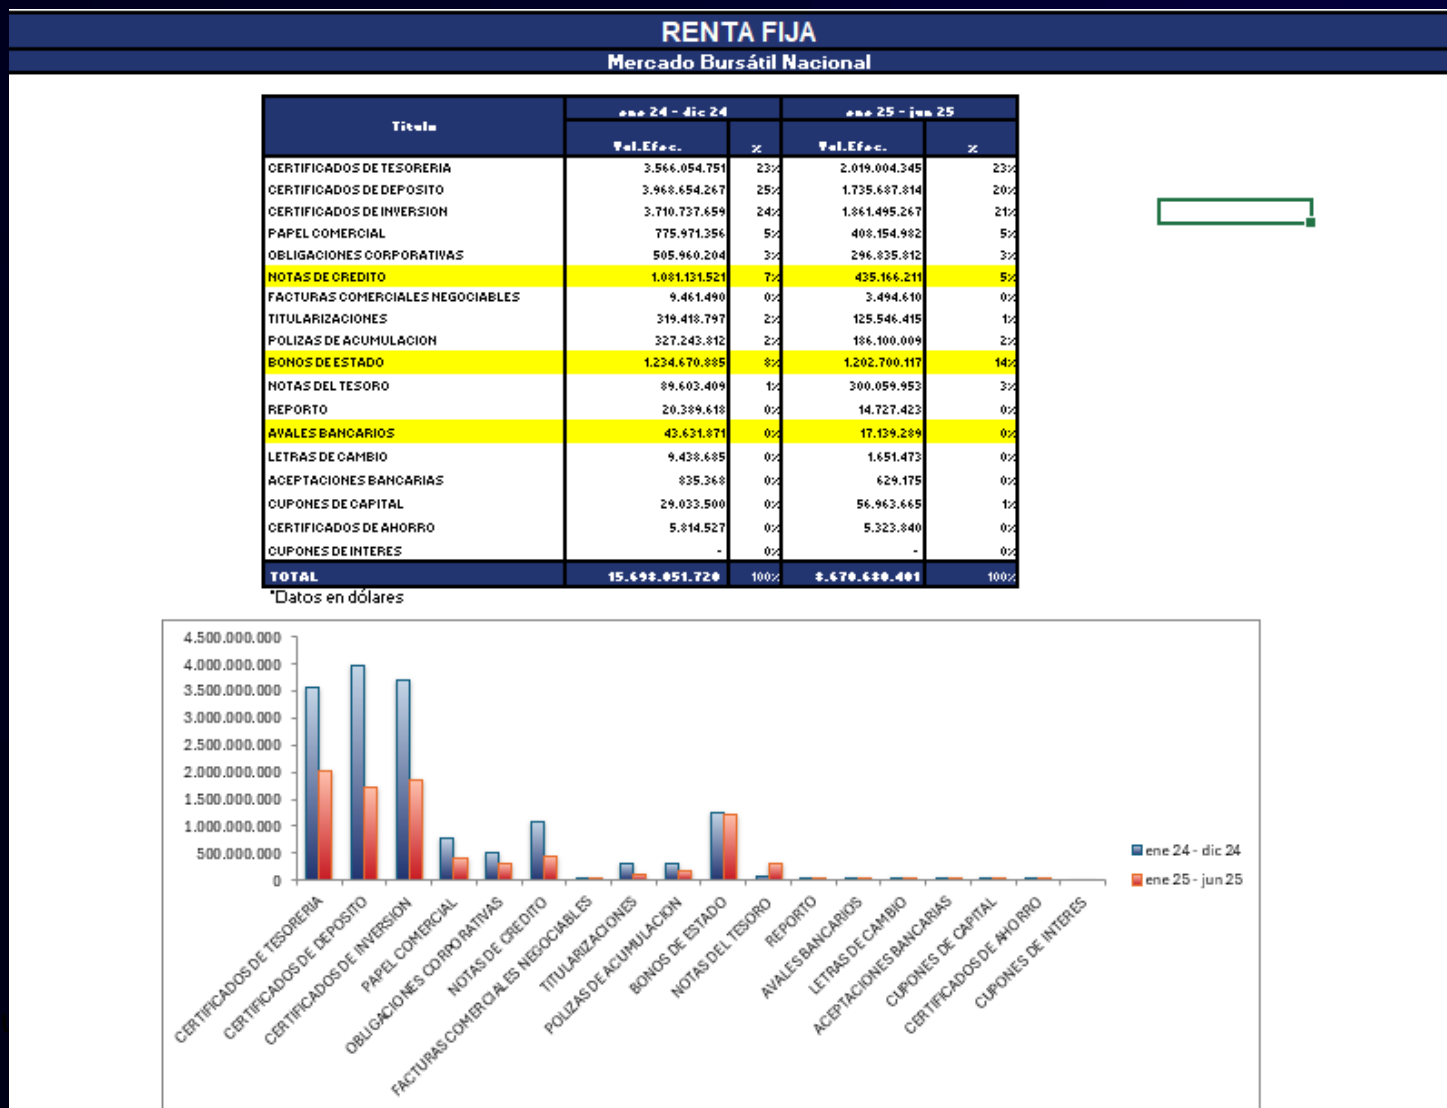 RENTA FIJA
Mercado Bursátil Nacional
Titulo ene 24 - dic 24 ene 25 - jun 25
Val.Efec. % Val.Efec. %
CERTIFICADOS DE TESORERIA 3.566.054.751 23% 2.019.004.345 23%
CERTIFICADOS DE DEPOSITO 3.968.654.267 25% 1.735.687.814 20%
CERTIFICADOS DE INVERSION 3.710.737.659 24% 1.861.495.267 21%
PAPEL COMERCIAL 775.971.356 5% 408.154.982 5%
OBLIGACIONES CORPORATIVAS 505.960.204 3% 296.835.812 3%
NOTAS DE CREDITO 1.081.131.521 7% 435.166.211 5%
FACTURAS COMERCIALES NEGOCIABLES 9.461.490 0% 3.494.610 0%
TITULARIZACIONES 319.418.797 2% 125.546.415 1%
POLIZAS DE ACUMULACION 327.243.812 2% 186.100.009 2%
BONOS DE ESTADO 1.234.670.885 8% 1.202.700.117 14%
NOTAS DEL TESORO 89.603.409 1% 300.059.953 3%
REPORTO 20.389.618 0% 14.727.423 0%
AVALES BANCARIOS 43.631.871 0% 17.139.289 0%
LETRAS DE CAMBIO 9.438.685 0% 1.651.473 0%
ACEPTACIONES BANCARIAS 835.368 0% 629.175 0%
CUPONES DE CAPITAL 29.033.500 0% 56.963.665 1%
CERTIFICADOS DE AHORRO 5.814.527 0% 5.323.840 0%
CUPONES DE INTERES - 0% - 0%
TOTAL 15.698.051.720 100% 8.670.680.401 100%
*Datos en dólares
4.500.000.000
4.000.000.000
3.500.000.000
3.000.000.000
2.500.000.000
2.000.000.000
1.500.000.000
1.000.000.000
500.000.000
0
ene 24 - dic 24
ene 25 - jun 25
CERTIFICADOS DE TESORERIA
CERTIFICADOS DE DEPOSITO
CERTIFICADOS DE INVERSION
PAPEL COMERCIAL
OBLIGACIONES CORPORATIVAS
NOTAS DE CREDITO
FACTURAS COMERCIALES NEGOCIABLES
TITULARIZACIONES
POLIZAS DE ACUMULACION
BONOS DE ESTADO
NOTAS DEL TESORO
REPORTO
AVALES BANCARIOS
LETRAS DE CAMBIO
ACEPTACIONES BANCARIAS
CUPONES DE CAPITAL
CERTIFICADOS DE AHORRO
CUPONES DE INTERES